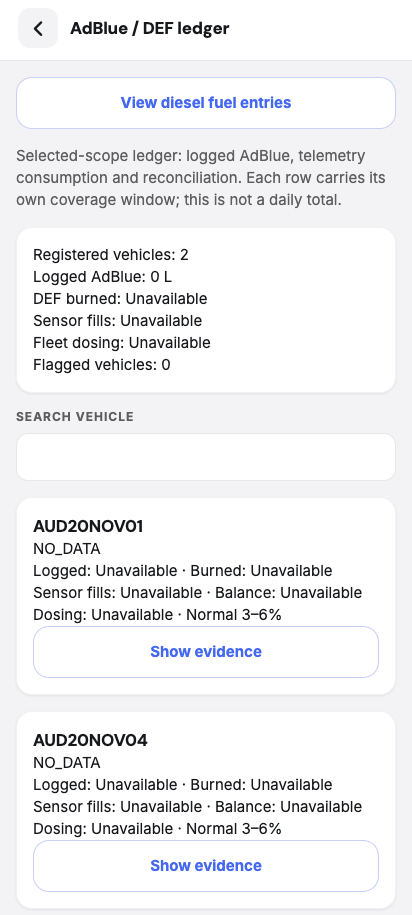 AdBlue / DEF ledger
View diesel fuel entries
Selected-scope ledger: logged AdBlue, telemetry
consumption and reconciliation. Each row carries its
own coverage window; this is not a daily total.
Registered vehicles: 2
Logged AdBlue: 0 L
DEF burned: Unavailable
Sensor fills: Unavailable
Fleet dosing: Unavailable
Flagged vehicles: 0
SEARCH VEHICLE
AUD20NOV01
NO_DATA
Logged: Unavailable · Burned: Unavailable
Sensor fills: Unavailable · Balance: Unavailable
Dosing: Unavailable · Normal 3–6%
Show evidence
AUD20NOV04
NO_DATA
Logged: Unavailable · Burned: Unavailable
Sensor fills: Unavailable · Balance: Unavailable
Dosing: Unavailable · Normal 3–6%
Show evidence